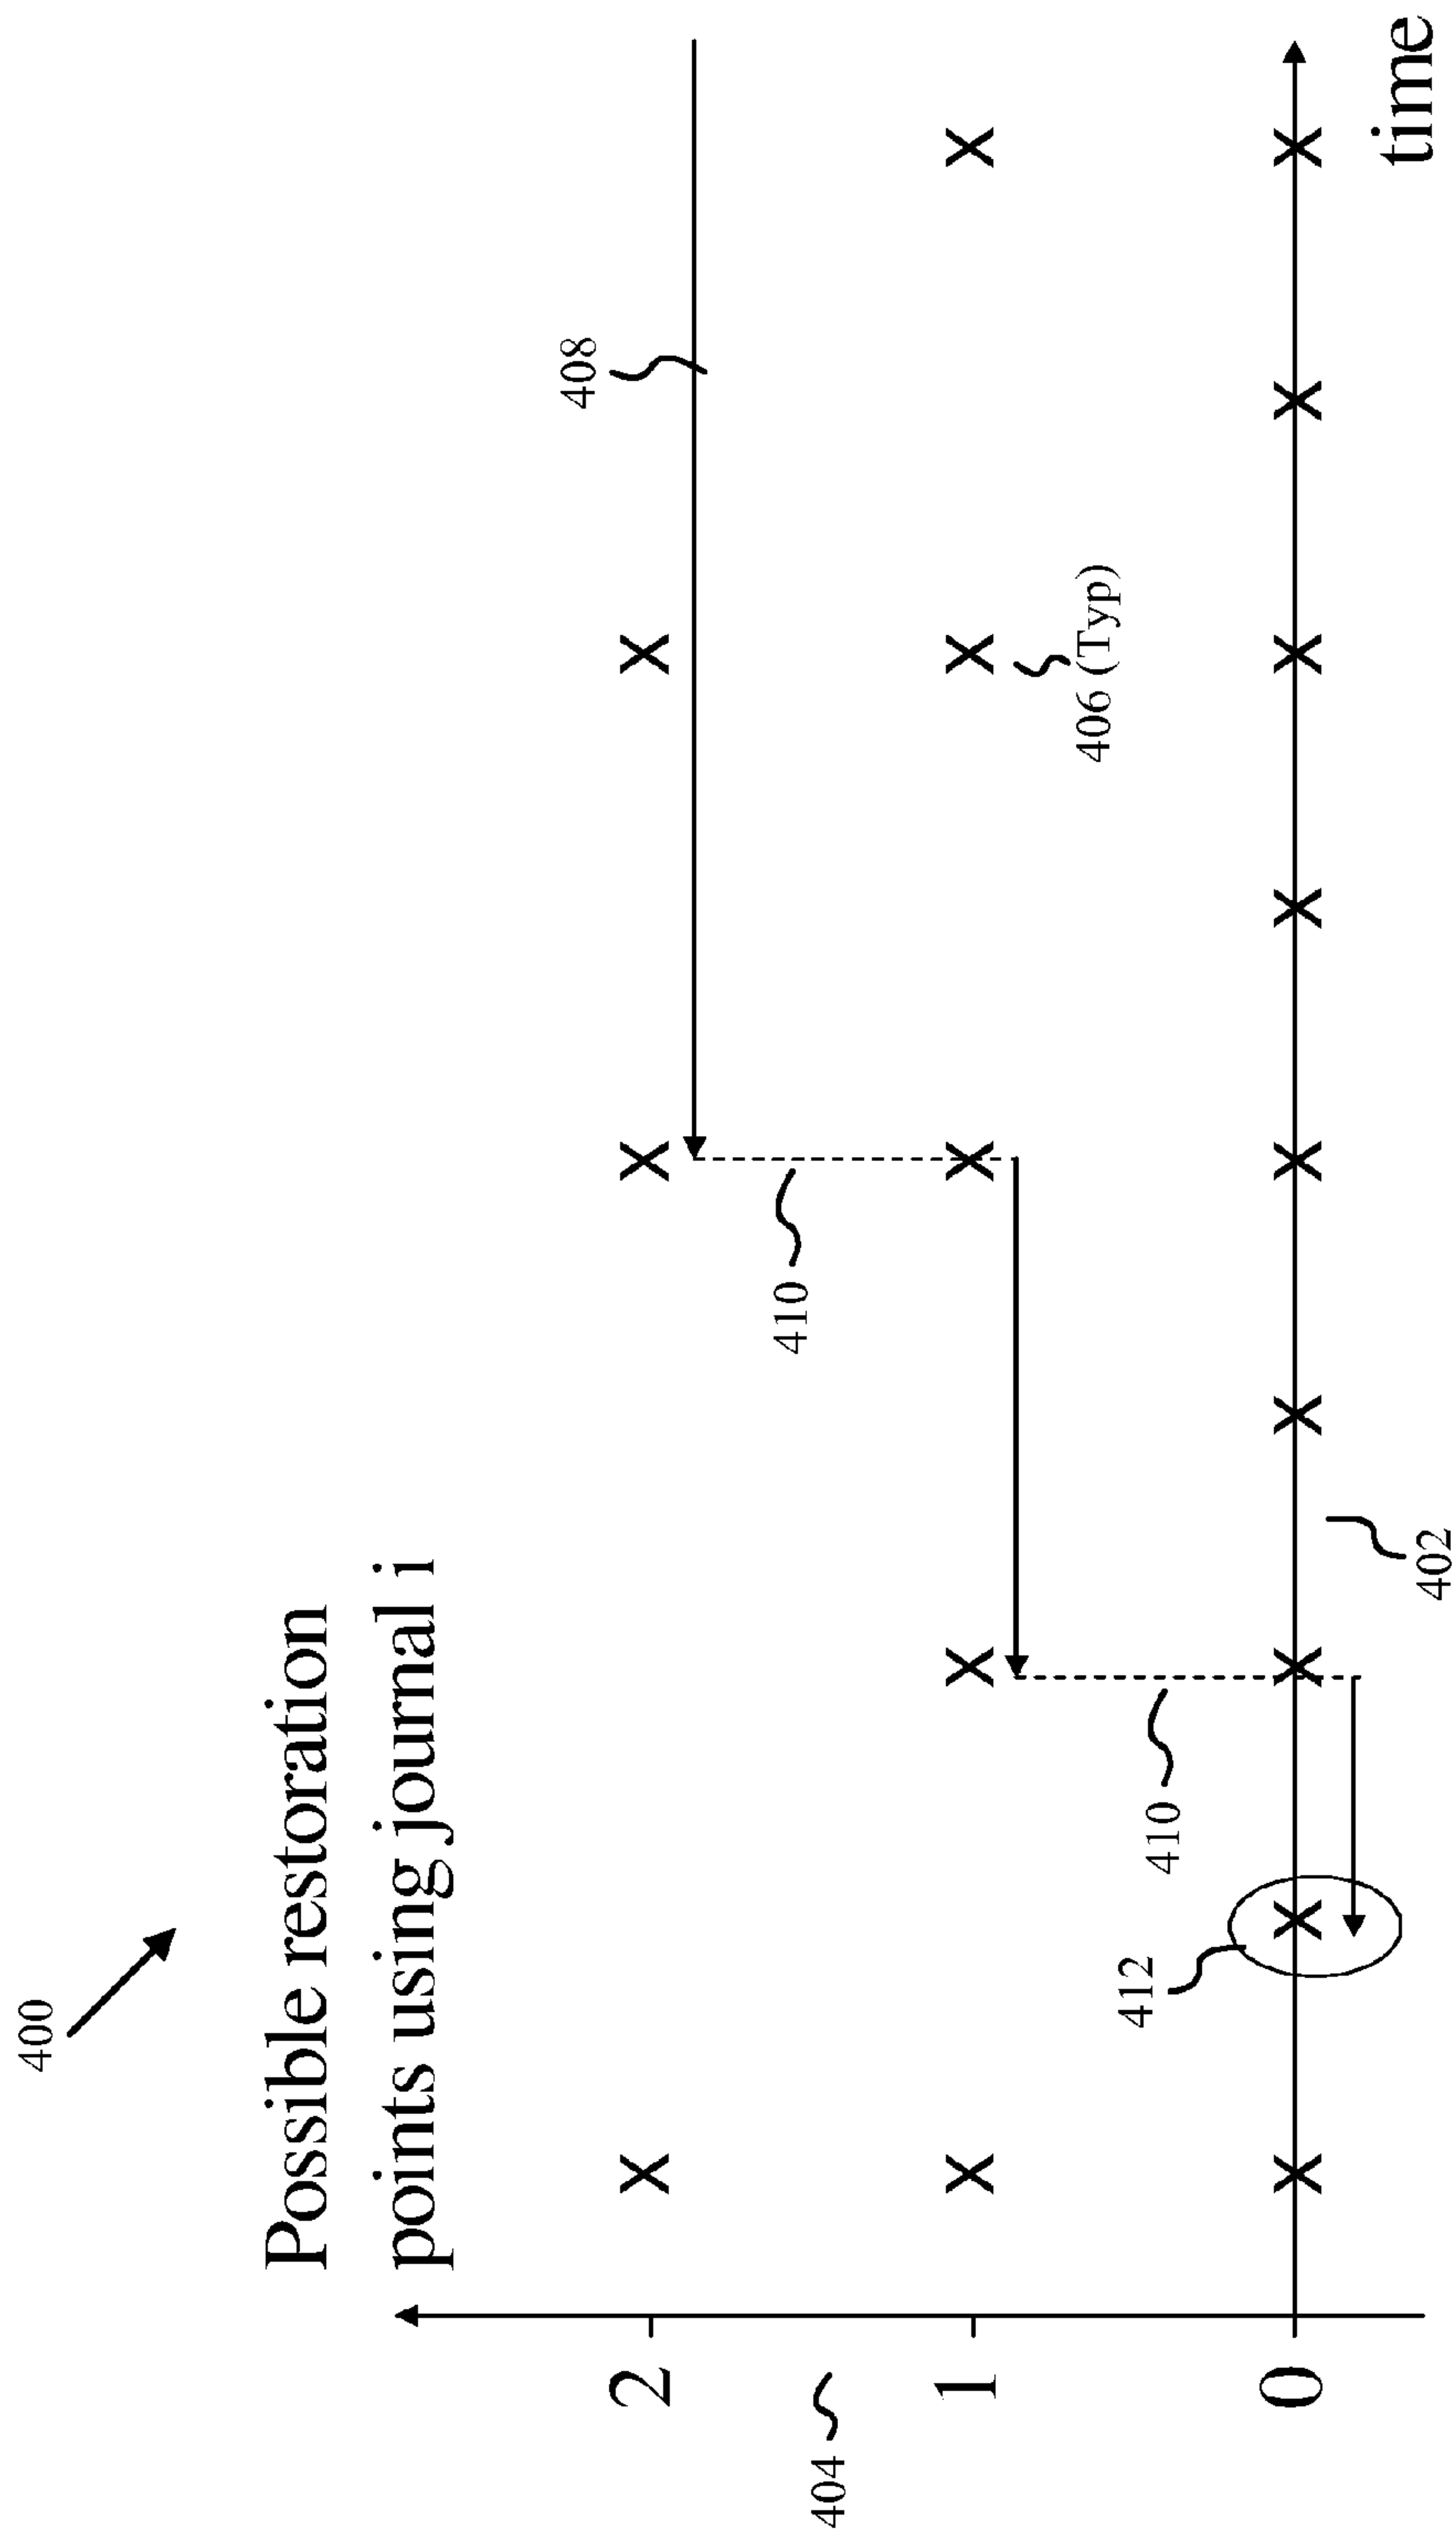 400
Possible restoration
points using journal i
408
2
410
404
1
406 (Typ)
412
410
0
402
time